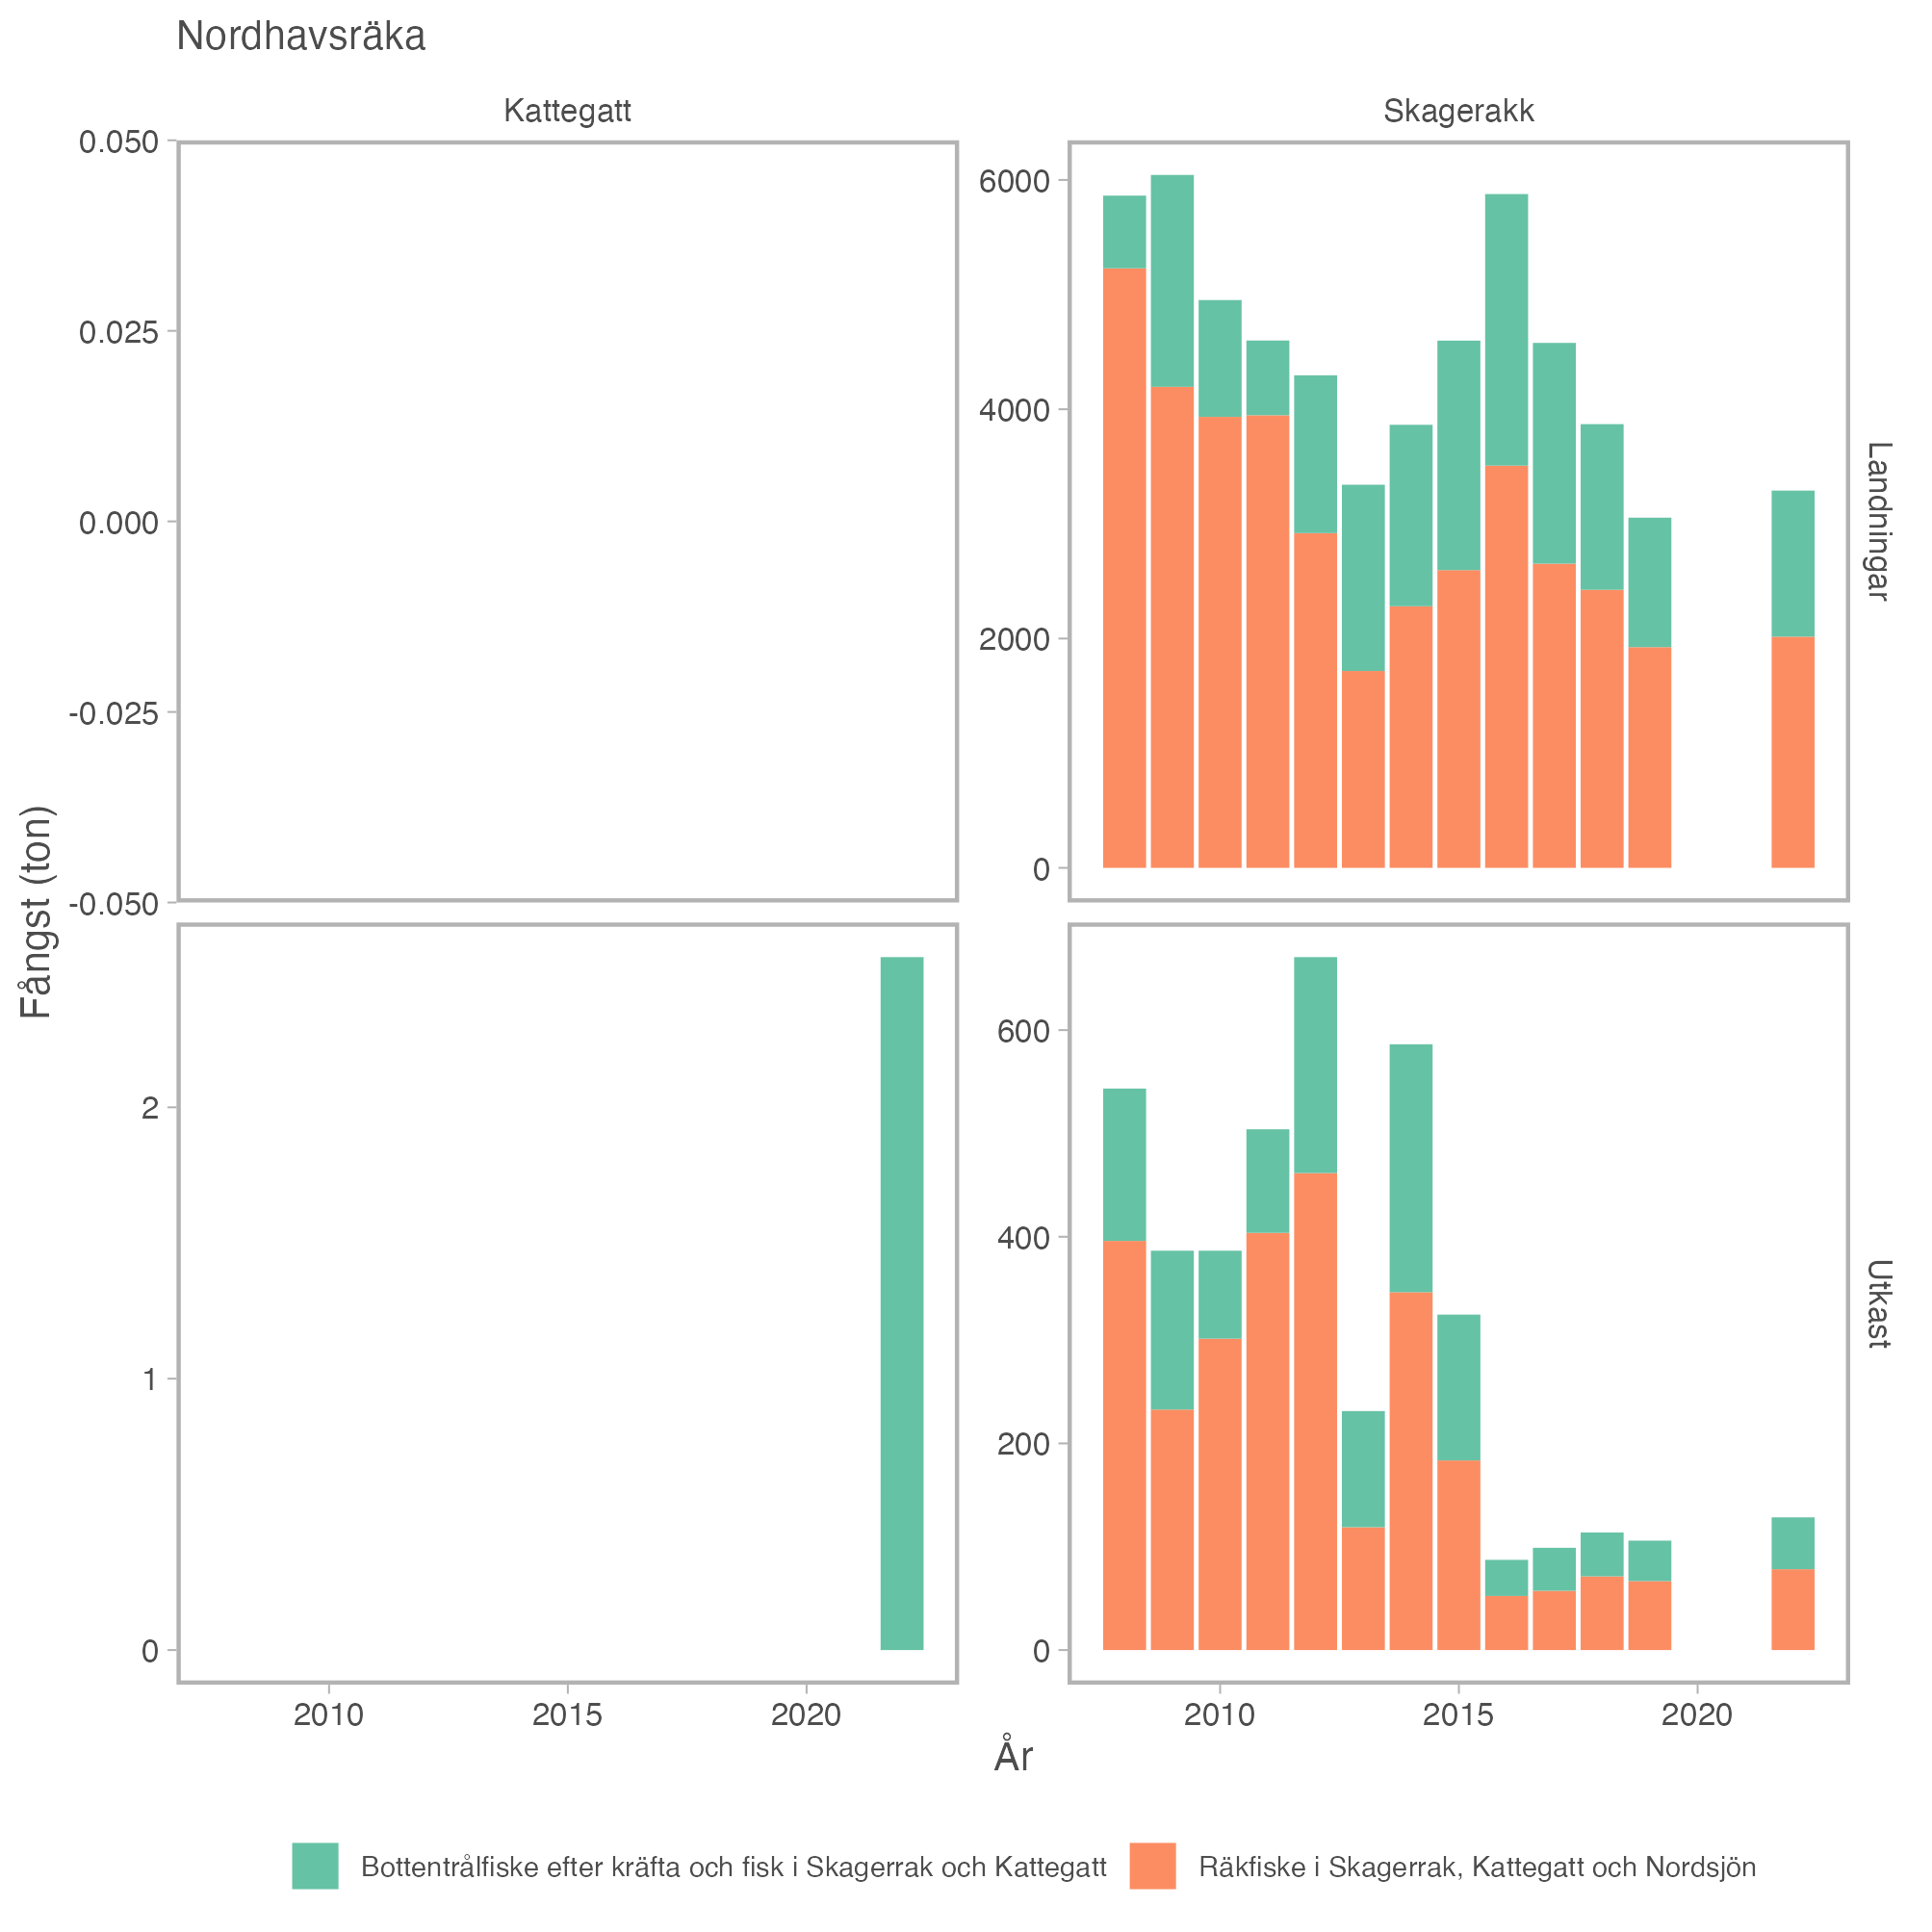 Nordhavsräka
Kattegatt
Skagerakk
0.050
0.025
0.000
-0.025
-0.050
6000
4000
2000
0
Landningar
Fångst (ton)
2
1
0
600
400
200
0
Utkast
2010
2015
2020
2010
2015
2020
År
Bottentrålfiske efter kräfta och fisk i Skagerrak och Kattegatt
Räkfiske i Skagerrak, Kattegatt och Nordsjön